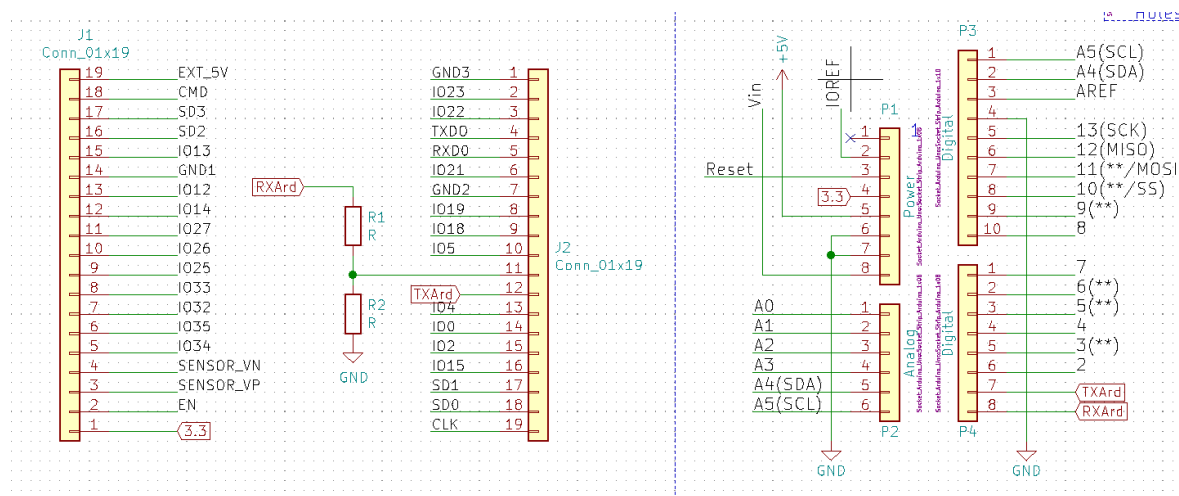 J1
Conn_01x19
19 EXT_5V
18 CMD
17 SD3
16 SD2
15 IO13
14 GND1
13 IO12
12 IO14
11 IO27
10 IO26
9 IO25
8 IO33
7 IO32
6 IO35
5 IO34
4 SENSOR_VN
3 SENSOR_VP
2 EN
1 3.3
RXArd
R1
R
R2
R
GND
GND3 1
IO23 2
IO22 3
TXD0 4
RXD0 5
IO21 6
GND2 7
IO19 8
IO18 9
IO5 10
11
TXArd 12
IO4 13
IO0 14
IO2 15
IO15 16
SD1 17
SD0 18
CLK 19
J2
Conn_01x19
Holes
+5V
Vin
IOREF
P1
1
1
2
Reset 3
3.3 4
5
6
7
8
Power
A0 1
A1 2
A2 3
A3 4
A4(SDA) 5
A5(SCL) 6
Analog
P2
GND
P3
1 A5(SCL)
2 A4(SDA)
3 AREF
4
5 13(SCK)
6 12(MISO)
7 11(**/MOSI
8 10(**/SS)
9 9(**)
10 8
Digital
1 7
2 6(**)
3 5(**)
4 4
5 3(**)
6 2
7 TXArd
8 RXArd
Digital
P4
GND